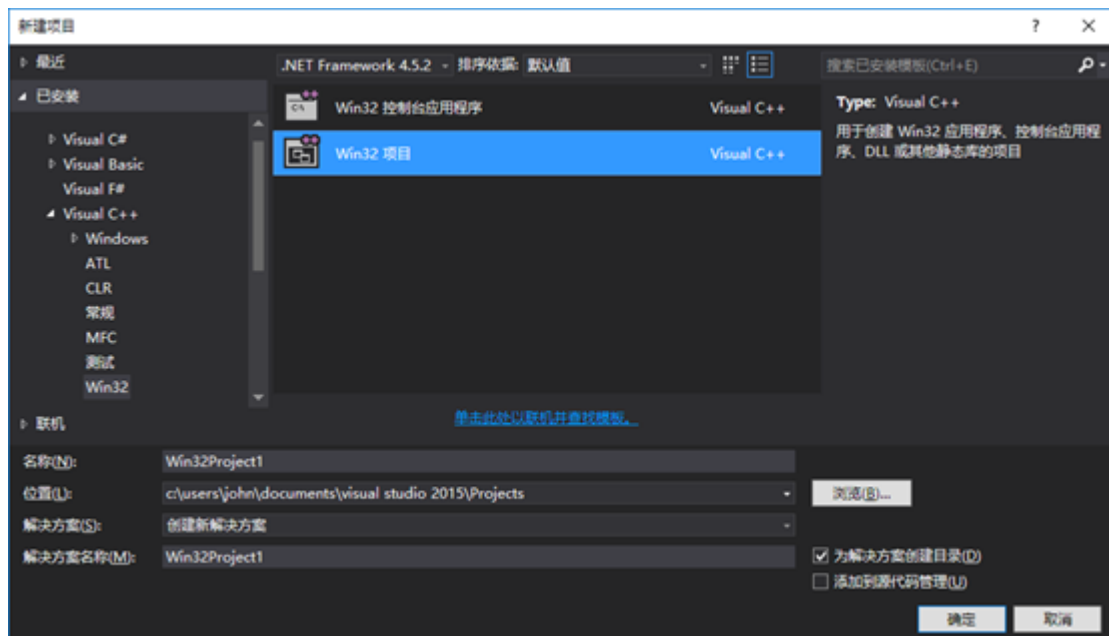 新建项目
?
最近
.NET Framework 4.5.2
排序依据: 默认值
搜索已安装模板(Ctrl+E)
已安装
Visual C#
Visual Basic
Visual F#
Visual C++
Windows
ATL
CLR
常规
MFC
测试
Win32
联机
Win32 控制台应用程序 Visual C++
Win32 项目 Visual C++
单击此处以联机并查找模板。
Type: Visual C++
用于创建 Win32 应用程序、控制台应用程
序、DLL 或其他静态库的项目
名称(N): Win32Project1
位置(L): c:\users\john\documents\visual studio 2015\Projects
浏览(B)...
解决方案(S): 创建新解决方案
解决方案名称(M): Win32Project1
为解决方案创建目录(D)
添加到源代码管理(U)
确定 取消